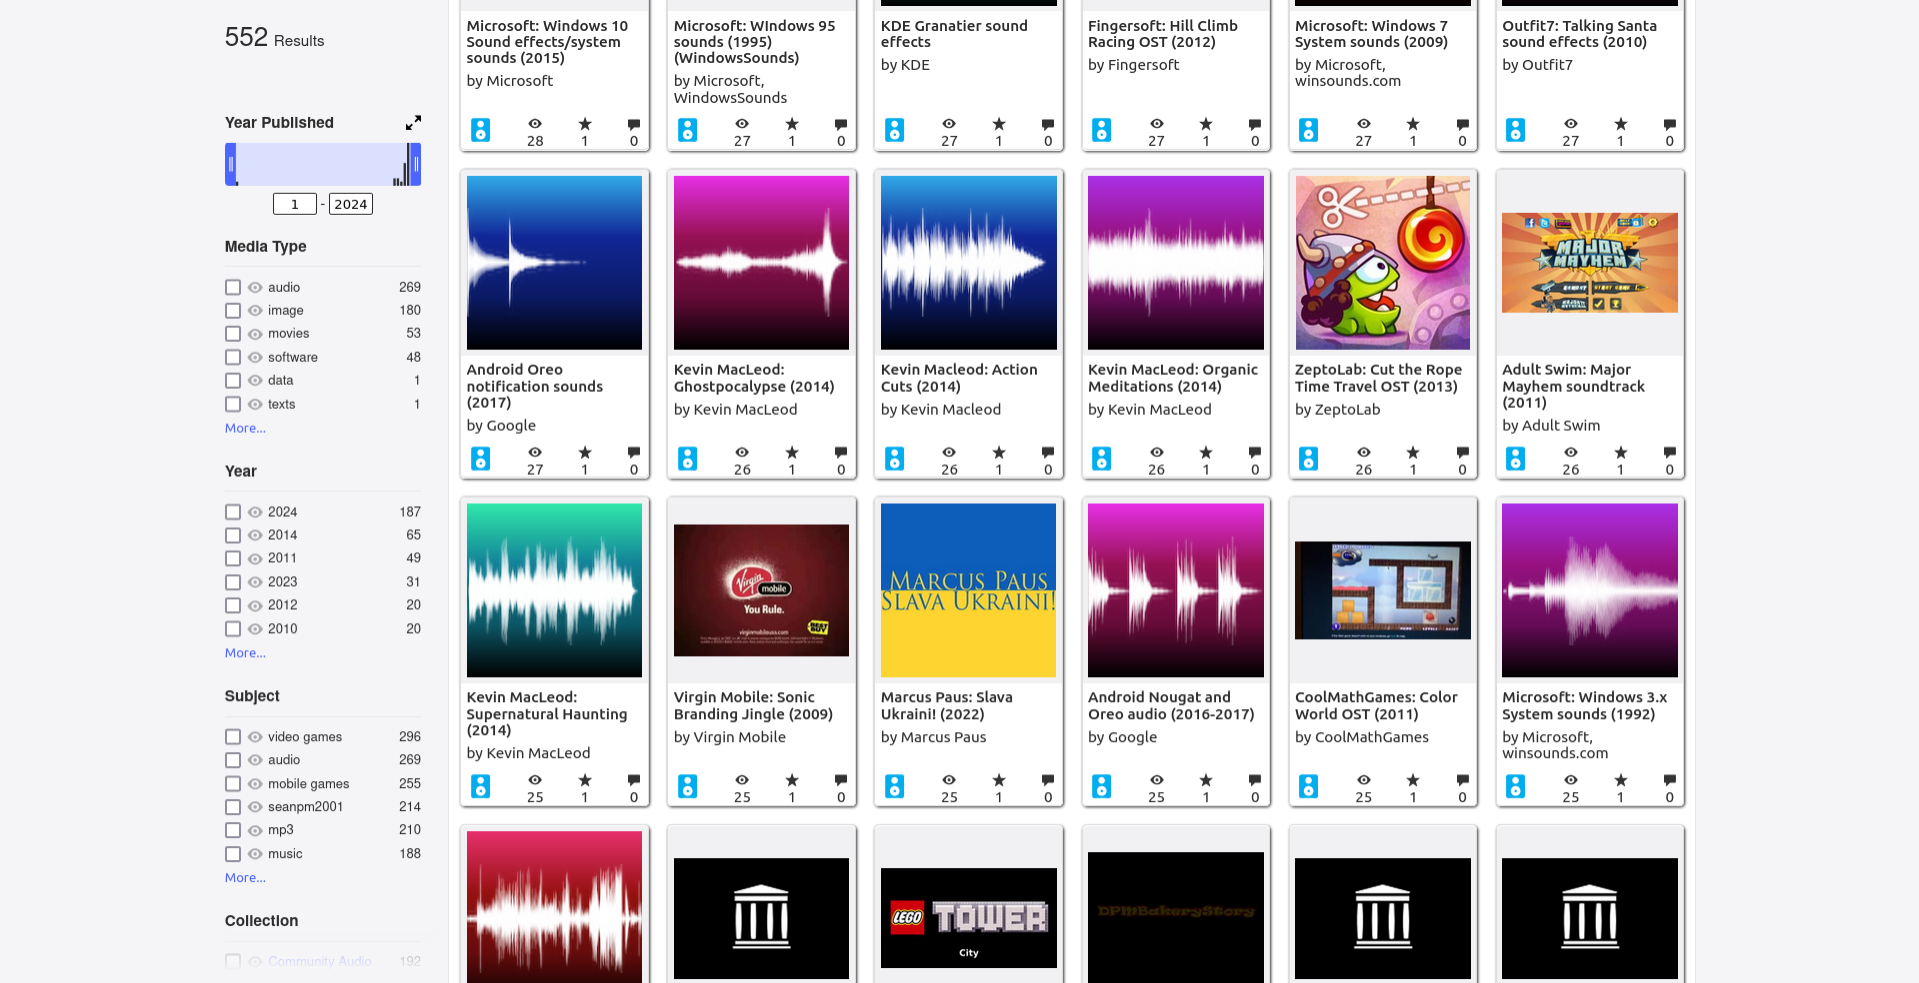 552 Results
Year Published
1 - 2024
Media Type
audio 269
image 180
movies 53
software 48
data 1
texts 1
More...
Year
2024 187
2014 65
2011 49
2023 31
2012 20
2010 20
More...
Subject
video games 296
audio 269
mobile games 255
seanpm2001 214
mp3 210
music 188
More...
Collection
Community Audio 192
Microsoft: Windows 10
Sound effects/system
sounds (2015)
by Microsoft
28 1 0
Microsoft: WIndows 95
sounds (1995)
(WindowsSounds)
by Microsoft,
WindowsSounds
27 1 0
KDE Granatier sound
effects
by KDE
27 1 0
Fingersoft: Hill Climb
Racing OST (2012)
by Fingersoft
27 1 0
Microsoft: Windows 7
System sounds (2009)
by Microsoft,
winsounds.com
27 1 0
Outfit7: Talking Santa
sound effects (2010)
by Outfit7
27 1 0
Android Oreo
notification sounds
(2017)
by Google
27 1 0
Kevin MacLeod:
Ghostpocalypse (2014)
by Kevin MacLeod
26 1 0
Kevin Macleod: Action
Cuts (2014)
by Kevin Macleod
26 1 0
Kevin MacLeod: Organic
Meditations (2014)
by Kevin MacLeod
26 1 0
ZeptoLab: Cut the Rope
Time Travel OST (2013)
by ZeptoLab
26 1 0
MAJOR
MAYHEM
Adult Swim: Major
Mayhem soundtrack
(2011)
by Adult Swim
26 1 0
Kevin MacLeod:
Supernatural Haunting
(2014)
by Kevin MacLeod
25 1 0
Virgin
mobile
You Rule.
virginmobileusa.com
BEST
BUY
Virgin Mobile: Sonic
Branding Jingle (2009)
by Virgin Mobile
25 1 0
MARCUS PAUS
SLAVA UKRAINI!
Marcus Paus: Slava
Ukraini! (2022)
by Marcus Paus
25 1 0
Android Nougat and
Oreo audio (2016-2017)
by Google
25 1 0
CoolMathGames: Color
World OST (2011)
by CoolMathGames
25 1 0
Microsoft: Windows 3.x
System sounds (1992)
by Microsoft,
winsounds.com
25 1 0
LEGO TOWER
City
DPMBakeryStory